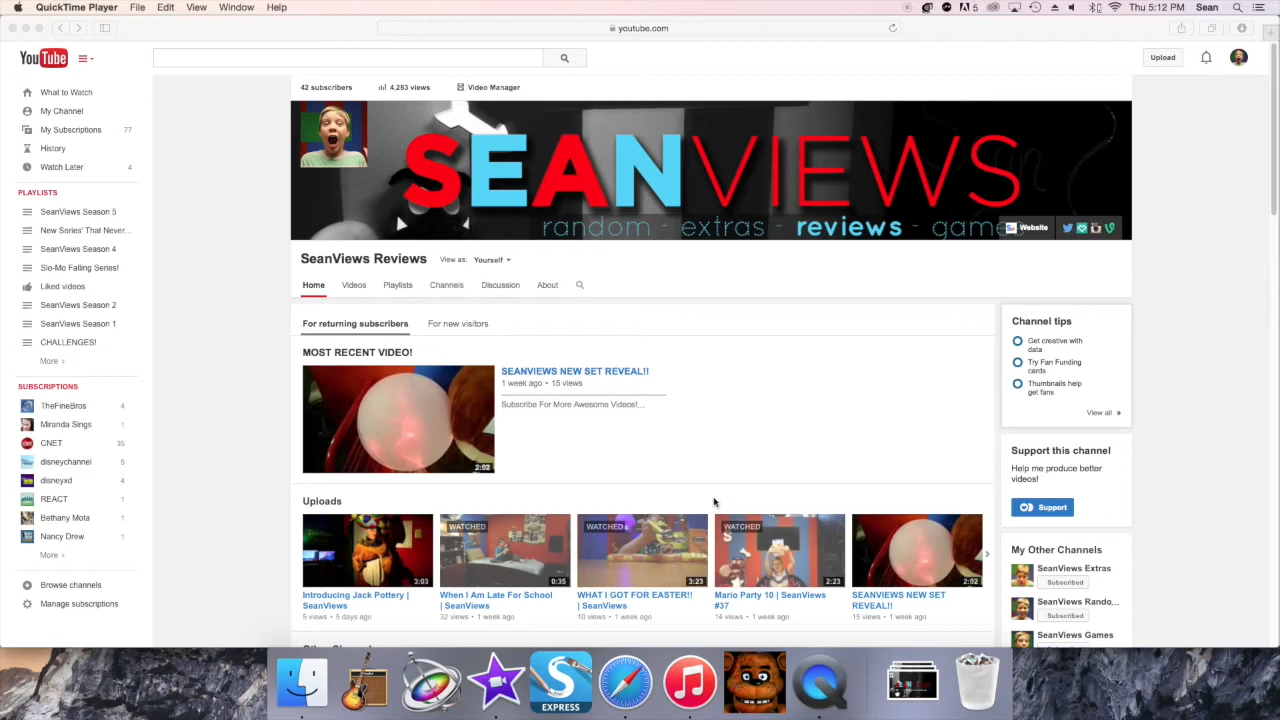 QuickTime Player File Edit View Window Help
5
Thu 5:12 PM Sean
youtube.com
YouTube
Upload
What to Watch
My Channel
My Subscriptions 77
History
Watch Later 4
PLAYLISTS
SeanViews Season 5
New Series' That Never...
SeanViews Season 4
Slo-Mo Falling Series!
Liked videos
SeanViews Season 2
SeanViews Season 1
CHALLENGES!
More ›
SUBSCRIPTIONS
TheFineBros 4
Miranda Sings 1
CNET 35
disneychannel 5
disneyxd 4
REACT 1
Bethany Mota 1
Nancy Drew 1
More ›
Browse channels
Manage subscriptions
42 subscribers 4,283 views Video Manager
SEANVIEWS
random - extras - reviews - games
Website
SeanViews Reviews View as: Yourself
Home Videos Playlists Channels Discussion About
For returning subscribers For new visitors
MOST RECENT VIDEO!
SEANVIEWS NEW SET REVEAL!!
1 week ago • 15 views
Subscribe For More Awesome Videos!...
2:02
Uploads
WATCHED WATCHED WATCHED
3:03 0:35 3:23 2:23 2:02
Introducing Jack Pottery | SeanViews
5 views • 5 days ago
When I Am Late For School | SeanViews
32 views • 1 week ago
WHAT I GOT FOR EASTER!! | SeanViews
10 views • 1 week ago
Mario Party 10 | SeanViews #37
14 views • 1 week ago
SEANVIEWS NEW SET REVEAL!!
15 views • 1 week ago
Channel tips
Get creative with data
Try Fan Funding cards
Thumbnails help get fans
View all »
Support this channel
Help me produce better videos!
Support
My Other Channels
SeanViews Extras
Subscribed
SeanViews Rando...
Subscribed
SeanViews Games
EXPRESS